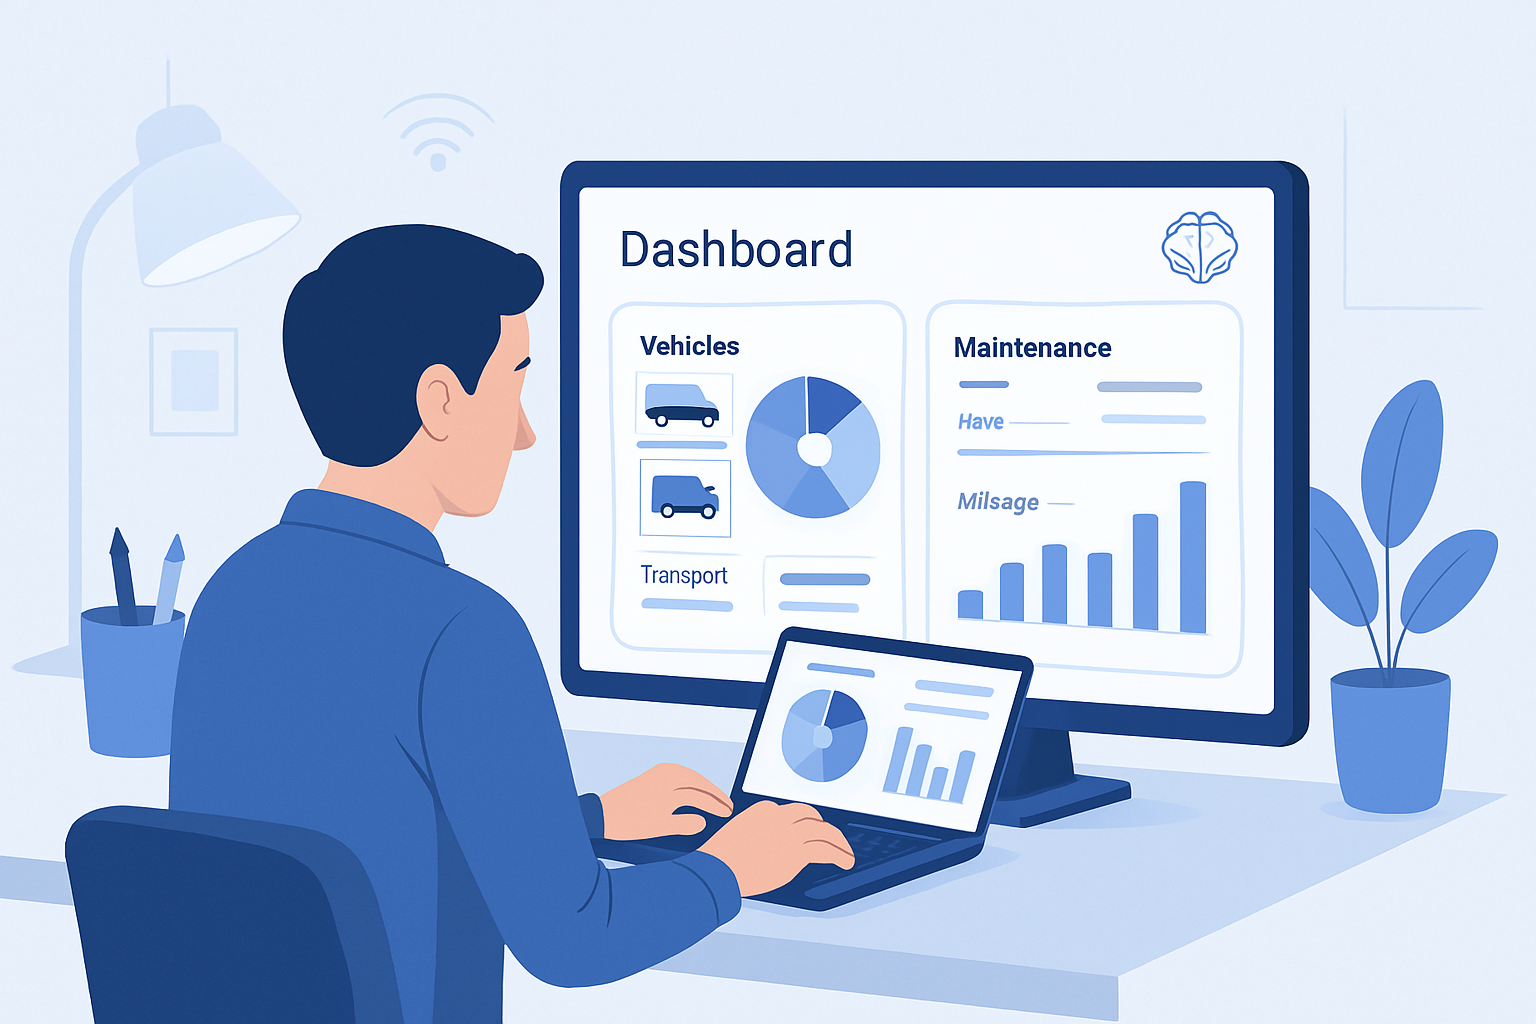 Dashboard
Vehicles
Transport
Maintenance
Have
Milsage